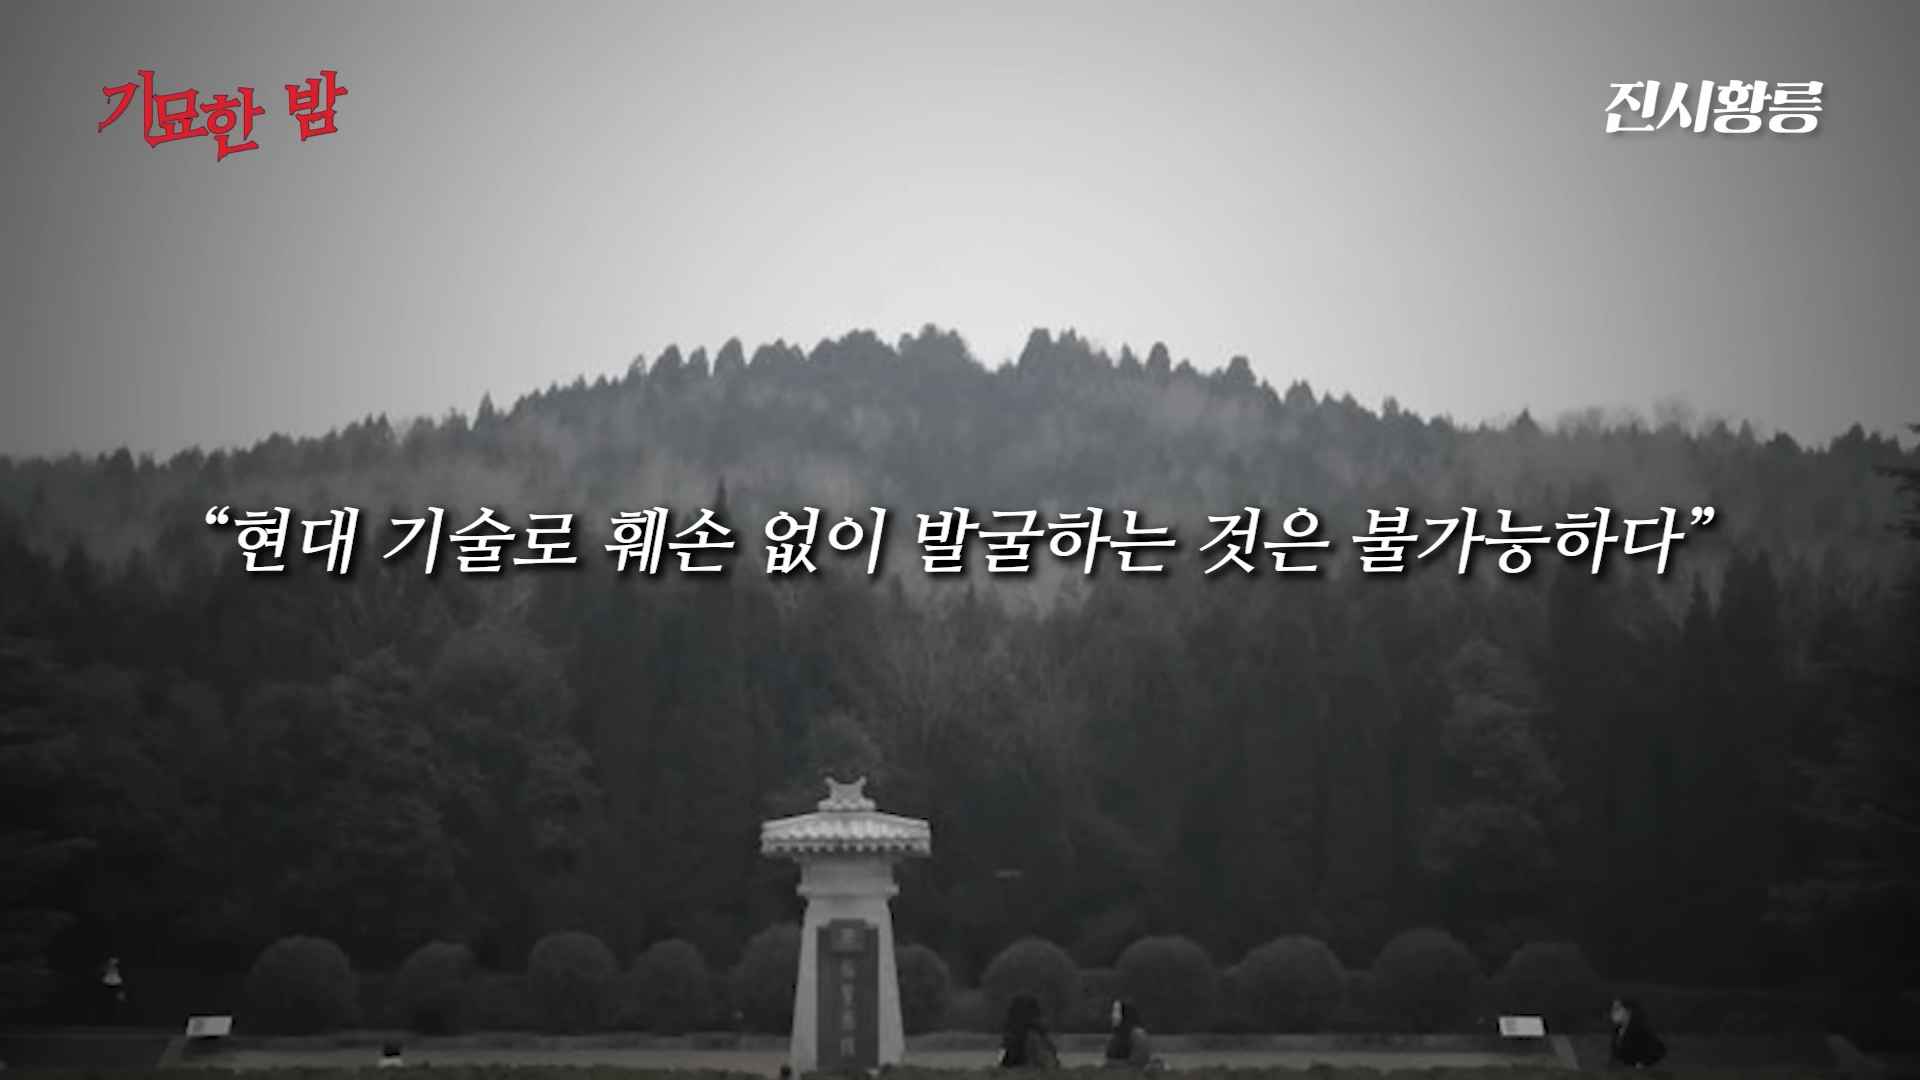 기묘한 밤
진시황릉
“현대 기술로 훼손 없이 발굴하는 것은 불가능하다”